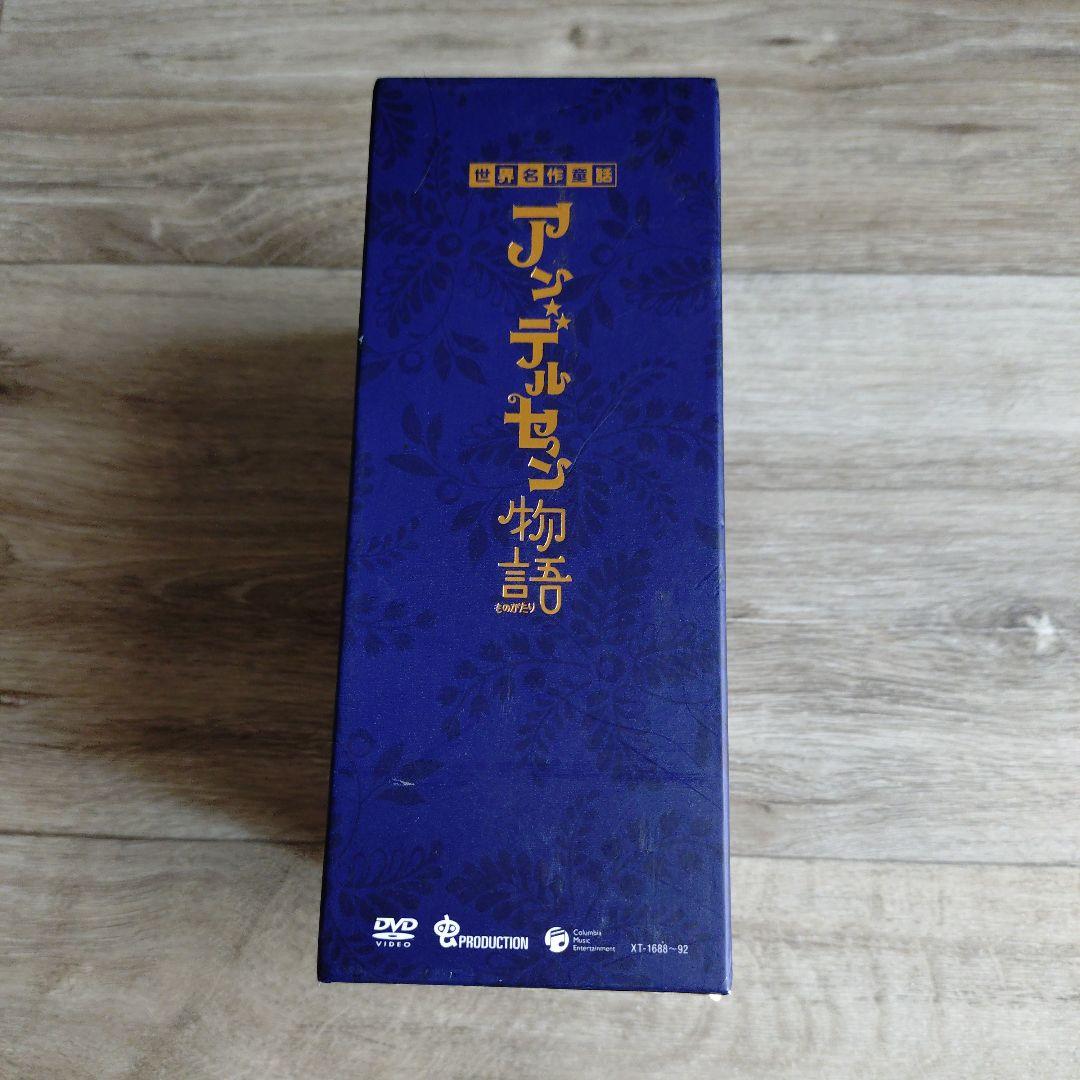 世界名作童話
アンデルセン
物語
ものがたり
DVD
VIDEO
虫 PRODUCTION
Columbia
Music
Entertainment
XT-1688〜92